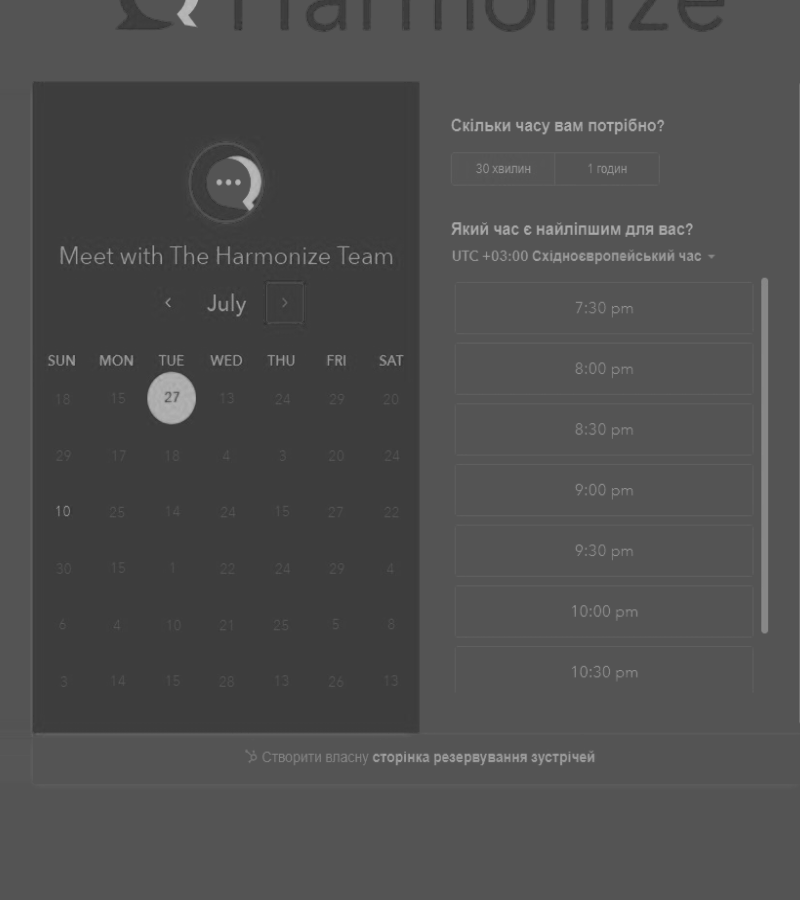 Harmonize
Meet with The Harmonize Team
July
SUN MON TUE WED THU FRI SAT
18 15 27 13 24 29 20
29 17 18 4 3 20 24
10 25 14 24 15 27 22
30 15 1 22 24 29 4
6 4 10 21 25 5 8
3 14 15 28 13 26 13
Скільки часу вам потрібно?
30 хвилин 1 годин
Який час є найліпшим для вас?
UTC +03:00 Східноєвропейський час
7:30 pm
8:00 pm
8:30 pm
9:00 pm
9:30 pm
10:00 pm
10:30 pm
Створити власну сторінка резервування зустрічей